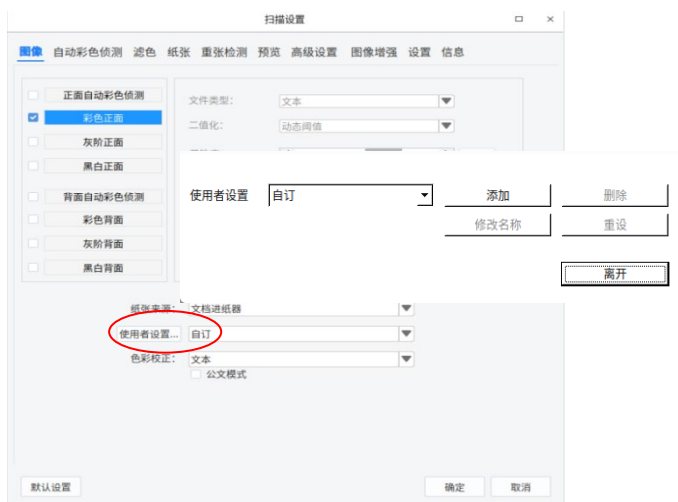 扫描设置
图像 自动彩色侦测 滤色 纸张 重张检测 预览 高级设置 图像增强 设置 信息
正面自动彩色侦测
彩色正面
灰阶正面
黑白正面
背面自动彩色侦测
彩色背面
灰阶背面
黑白背面
文件类型: 文本
二值化: 动态阈值
使用者设置 自订 添加 删除
修改名称 重设
离开
纸张来源: 文档进纸器
使用者设置... 自订
色彩校正: 文本
公文模式
默认设置 确定 取消